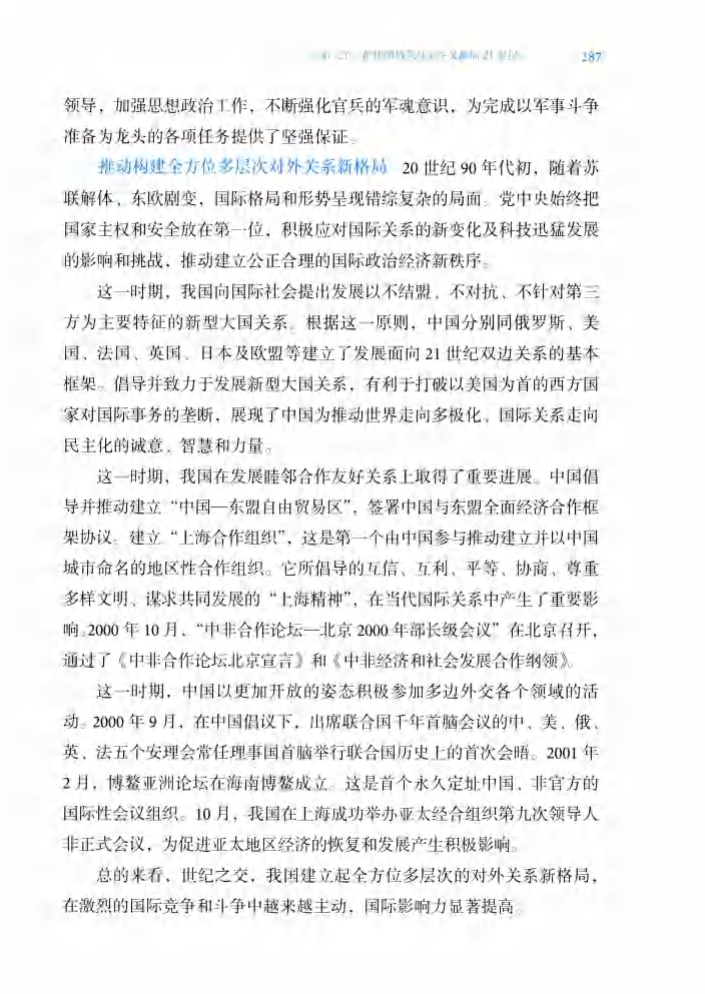 287
领导，加强思想政治工作，不断强化官兵的军魂意识，为完成以军事斗争
准备为龙头的各项任务提供了坚强保证。
推动构建全方位多层次对外关系新格局 20 世纪 90 年代初，随着苏
联解体、东欧剧变，国际格局和形势呈现错综复杂的局面。党中央始终把
国家主权和安全放在第一位，积极应对国际关系的新变化及科技迅猛发展
的影响和挑战，推动建立公正合理的国际政治经济新秩序。
这一时期，我国向国际社会提出发展以不结盟、不对抗、不针对第三
方为主要特征的新型大国关系。根据这一原则，中国分别同俄罗斯、美
国、法国、英国、日本及欧盟等建立了发展面向 21 世纪双边关系的基本
框架。倡导并致力于发展新型大国关系，有利于打破以美国为首的西方国
家对国际事务的垄断，展现了中国为推动世界走向多极化、国际关系走向
民主化的诚意、智慧和力量。
这一时期，我国在发展睦邻合作友好关系上取得了重要进展。中国倡
导并推动建立“中国—东盟自由贸易区”，签署中国与东盟全面经济合作框
架协议。建立“上海合作组织”，这是第一个由中国参与推动建立并以中国
城市命名的地区性合作组织。它所倡导的互信、互利、平等、协商、尊重
多样文明、谋求共同发展的“上海精神”，在当代国际关系中产生了重要影
响。2000 年 10 月，“中非合作论坛—北京 2000 年部长级会议”在北京召开，
通过了《中非合作论坛北京宣言》和《中非经济和社会发展合作纲领》。
这一时期，中国以更加开放的姿态积极参加多边外交各个领域的活
动。2000 年 9 月，在中国倡议下，出席联合国千年首脑会议的中、美、俄、
英、法五个安理会常任理事国首脑举行联合国历史上的首次会晤。2001 年
2 月，博鳌亚洲论坛在海南博鳌成立。这是首个永久定址中国、非官方的
国际性会议组织。10 月，我国在上海成功举办亚太经合组织第九次领导人
非正式会议，为促进亚太地区经济的恢复和发展产生积极影响。
总的来看，世纪之交，我国建立起全方位多层次的对外关系新格局，
在激烈的国际竞争和斗争中越来越主动，国际影响力显著提高。